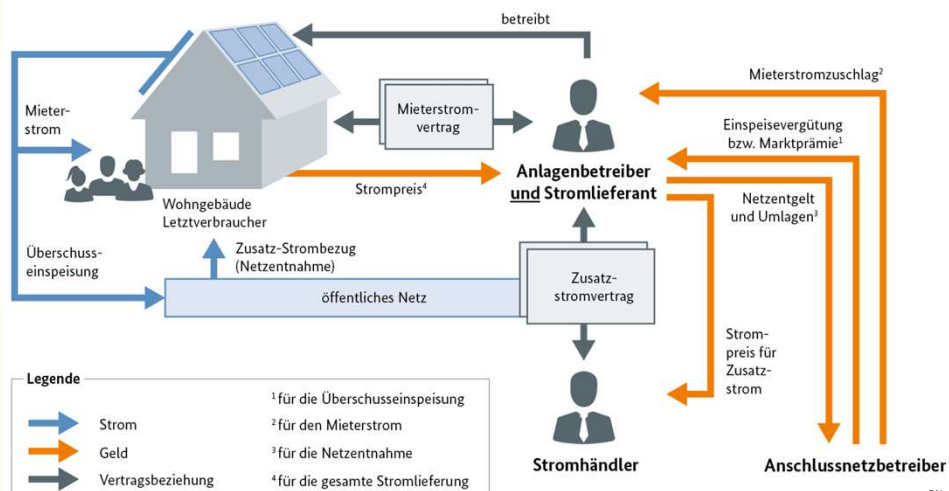 betreibt
Mieterstromzuschlag²
Mieter-
strom
Mieterstrom-
vertrag
Einspeisevergütung
bzw. Marktprämie¹
Anlagenbetreiber
und Stromlieferant
Strompreis⁴
Netzentgelt
und Umlagen³
Wohngebäude
Letztverbraucher
Überschuss-
einspeisung
Zusatz-Strombezug
(Netzentnahme)
öffentliches Netz
Zusatz-
stromvertrag
Strom-
preis für
Zusatz-
strom
Stromhändler
Anschlussnetzbetreiber
Legende
Strom
Geld
Vertragsbeziehung
¹ für die Überschusseinspeisung
² für den Mieterstrom
³ für die Netzentnahme
⁴ für die gesamte Stromlieferung